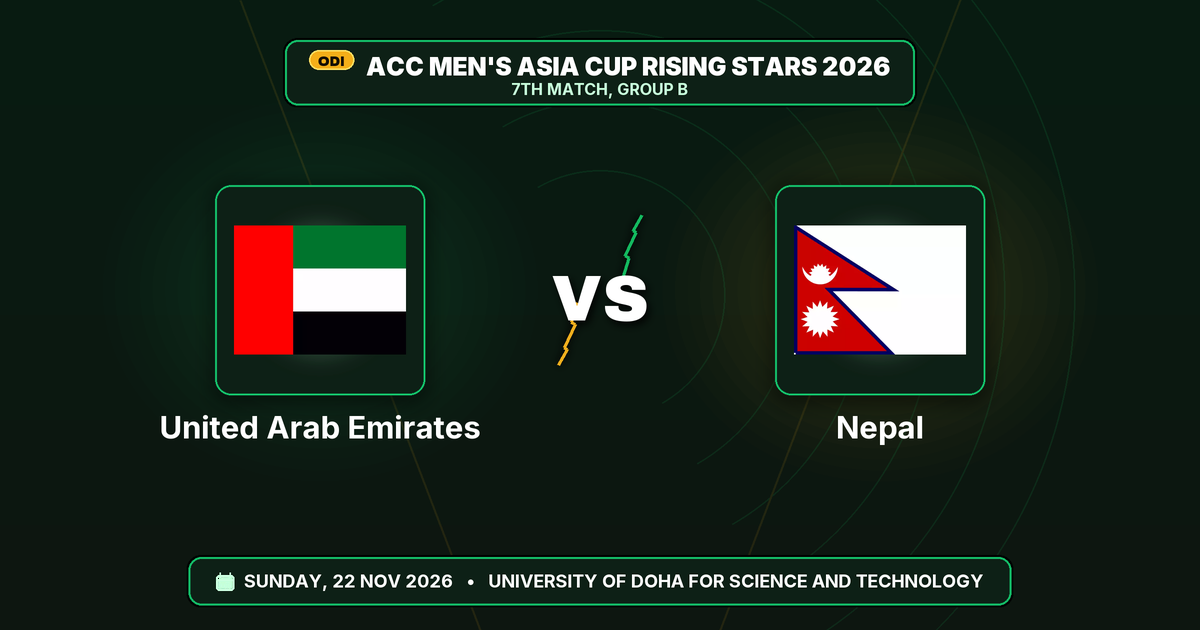 ODI
ACC MEN'S ASIA CUP RISING STARS 2026
7TH MATCH, GROUP B
VS
United Arab Emirates
Nepal
SUNDAY, 22 NOV 2026 • UNIVERSITY OF DOHA FOR SCIENCE AND TECHNOLOGY